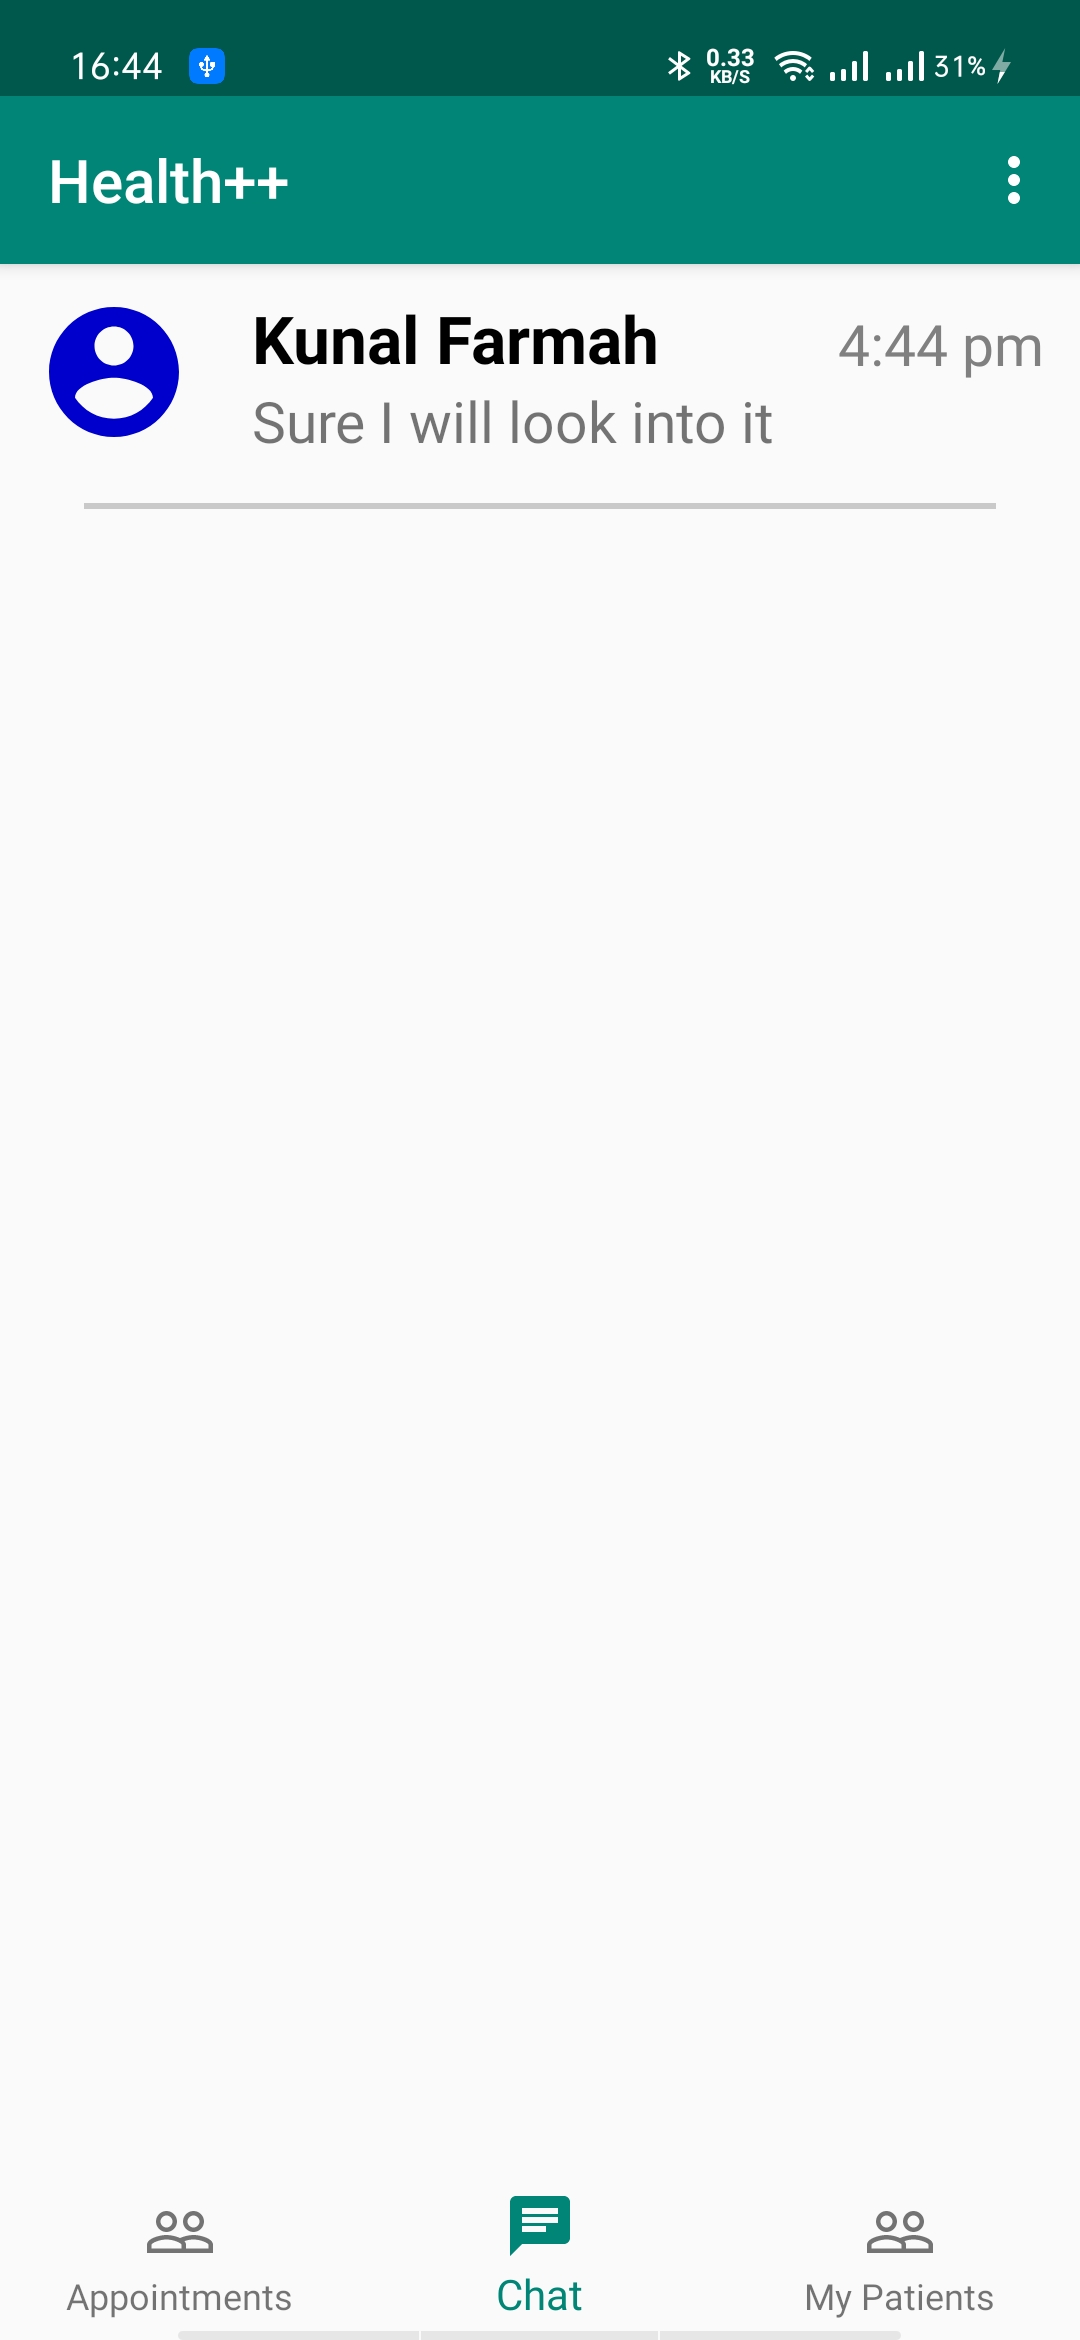 16:44 0.33 KB/S 31%
Health++
Kunal Farmah 4:44 pm
Sure I will look into it
Appointments Chat My Patients